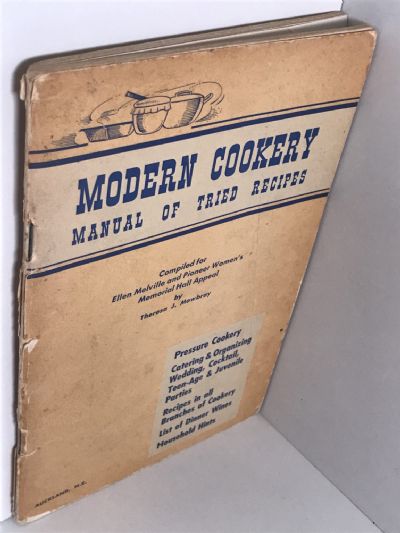 MODERN COOKERY
MANUAL OF TRIED RECIPES
Compiled for
Ellen Melville and Pioneer Women's
Memorial Hall Appeal
by
Therese J. Mowbrey
Pressure Cookery
Catering & Organizing
Wedding, Cocktail,
Teen-Age & Juvenile
Parties
Recipes in all
Branches of Cookery
List of Dinner Wines
Household Hints
AUCKLAND, N.Z.